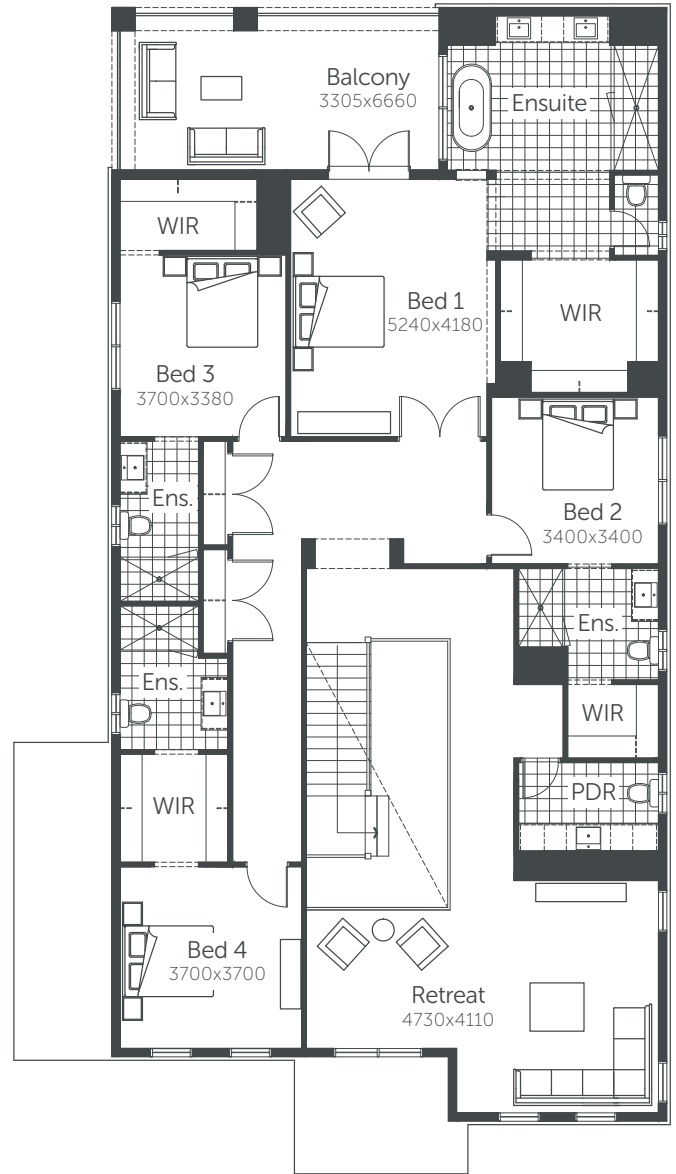 Balcony
3305x6660
Ensuite
WIR
Bed 1
5240x4180
WIR
Bed 3
3700x3380
Ens.
Bed 2
3400x3400
Ens.
Ens.
WIR
PDR
WIR
Bed 4
3700x3700
Retreat
4730x4110